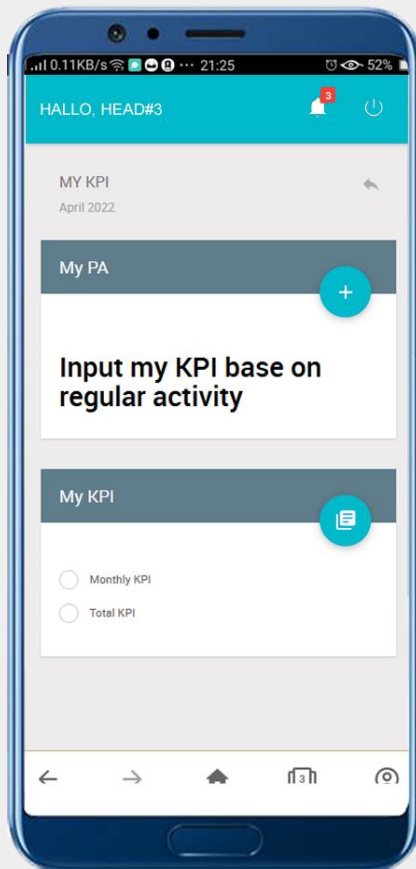 0.11KB/s ··· 21:25 52%
HALLO, HEAD#3
3
MY KPI
April 2022
My PA
+
Input my KPI base on
regular activity
My KPI
Monthly KPI
Total KPI
3